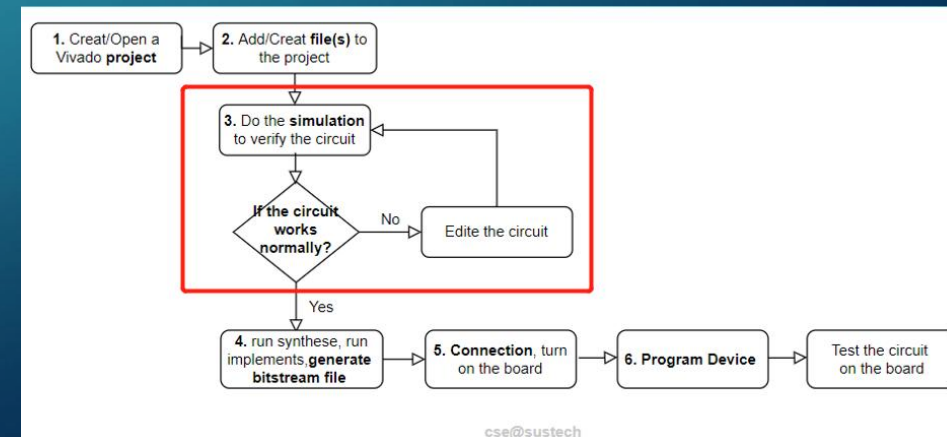 1. Creat/Open a
Vivado project
2. Add/Creat file(s) to
the project
3. Do the simulation
to verify the circuit
If the circuit
works
normally?
No
Edite the circuit
Yes
4. run synthese, run
implements,generate
bitstream file
5. Connection, turn
on the board
6. Program Device
Test the circuit
on the board
cse@sustech